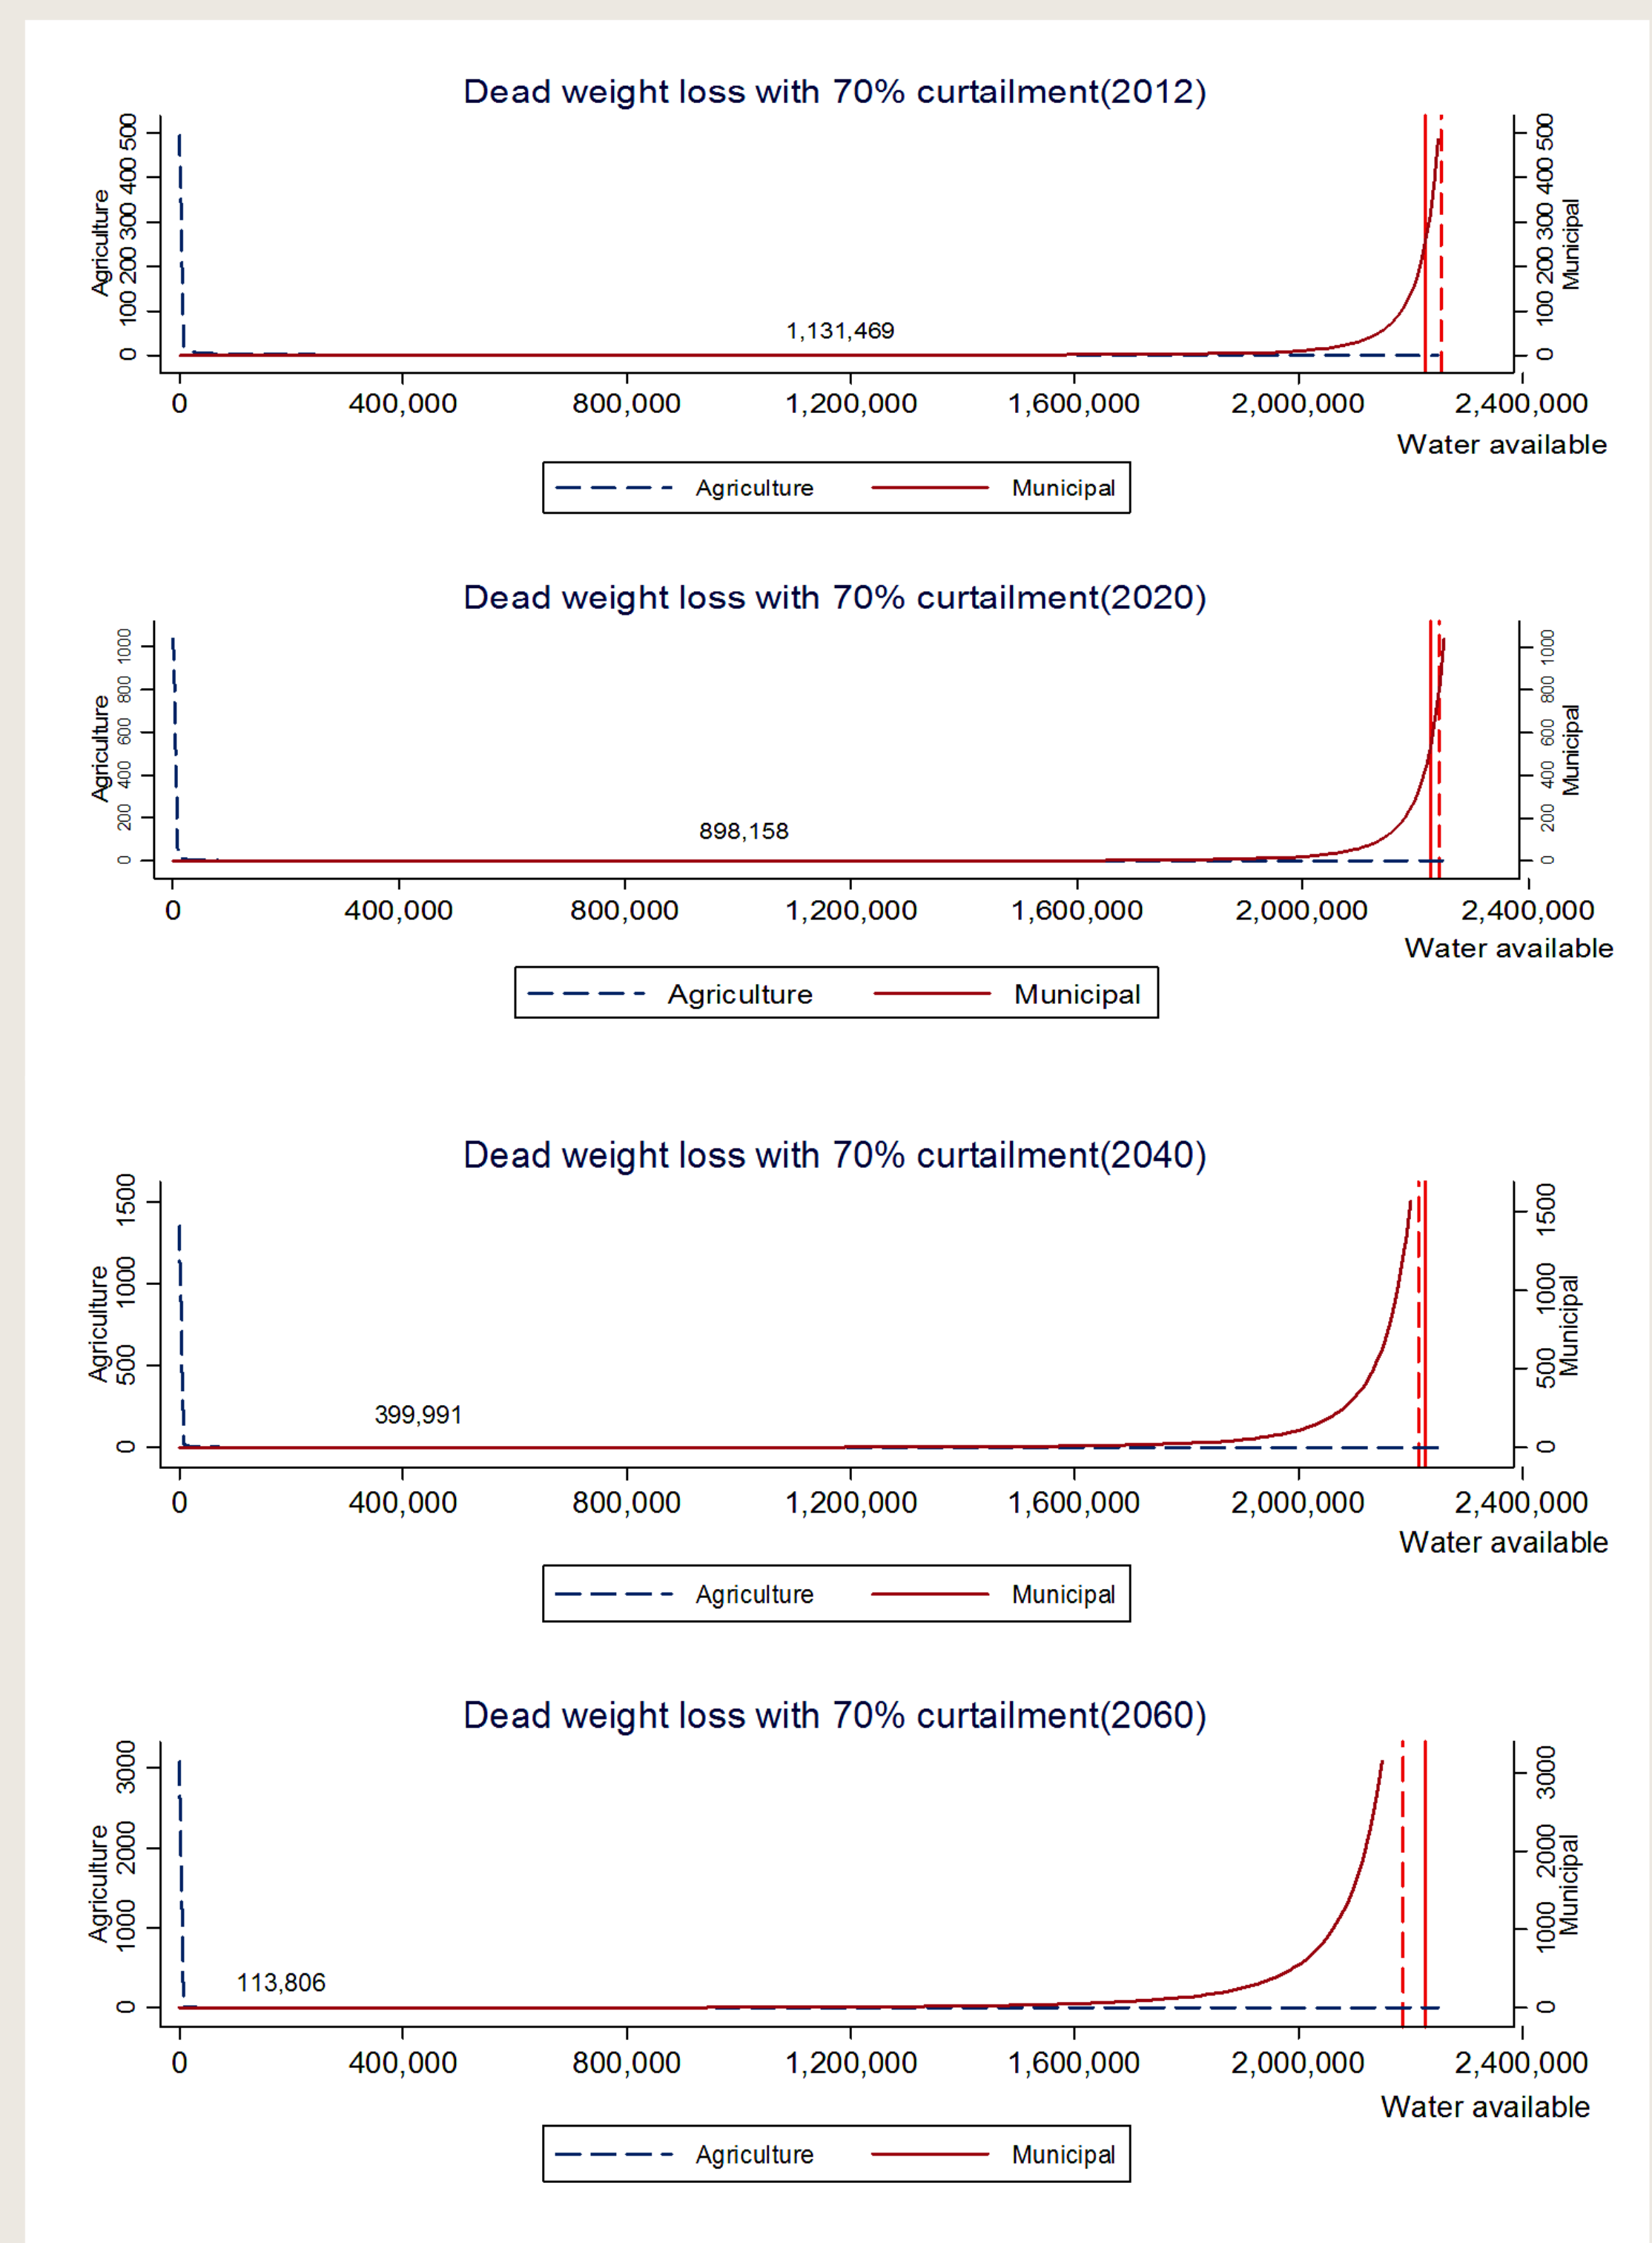 Dead weight loss with 70% curtailment(2012)
Agriculture
0 100 200 300 400 500
1,131,469
0 100 200 300 400 500
Municipal
0 400,000 800,000 1,200,000 1,600,000 2,000,000 2,400,000
Water available
Agriculture Municipal
Dead weight loss with 70% curtailment(2020)
Agriculture
0 200 400 600 800 1000
898,158
0 200 400 600 800 1000
Municipal
0 400,000 800,000 1,200,000 1,600,000 2,000,000 2,400,000
Water available
Agriculture Municipal
Dead weight loss with 70% curtailment(2040)
Agriculture
0 500 1000 1500
399,991
0 500 1000 1500
Municipal
0 400,000 800,000 1,200,000 1,600,000 2,000,000 2,400,000
Water available
Agriculture Municipal
Dead weight loss with 70% curtailment(2060)
Agriculture
0 1000 2000 3000
113,806
0 1000 2000 3000
Municipal
0 400,000 800,000 1,200,000 1,600,000 2,000,000 2,400,000
Water available
Agriculture Municipal